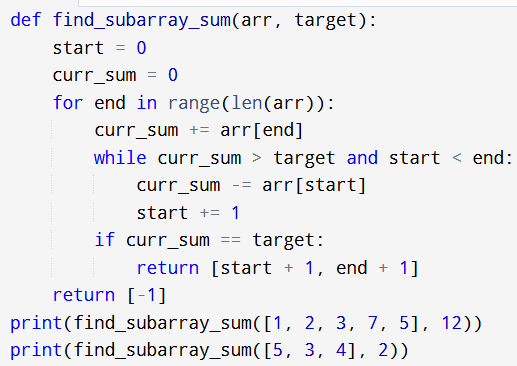 def find_subarray_sum(arr, target):
    start = 0
    curr_sum = 0
    for end in range(len(arr)):
        curr_sum += arr[end]
        while curr_sum > target and start < end:
            curr_sum -= arr[start]
            start += 1
        if curr_sum == target:
            return [start + 1, end + 1]
    return [-1]
print(find_subarray_sum([1, 2, 3, 7, 5], 12))
print(find_subarray_sum([5, 3, 4], 2))